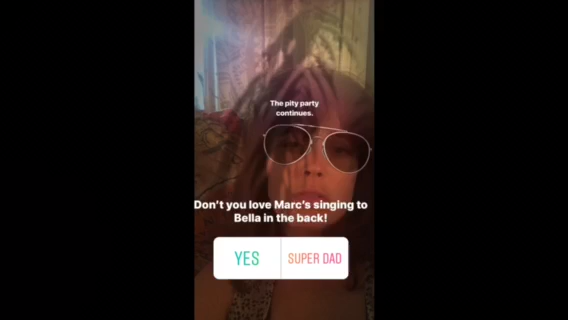 The pity party
continues.
Don't you love Marc's singing to
Bella in the back!
YES
SUPER DAD